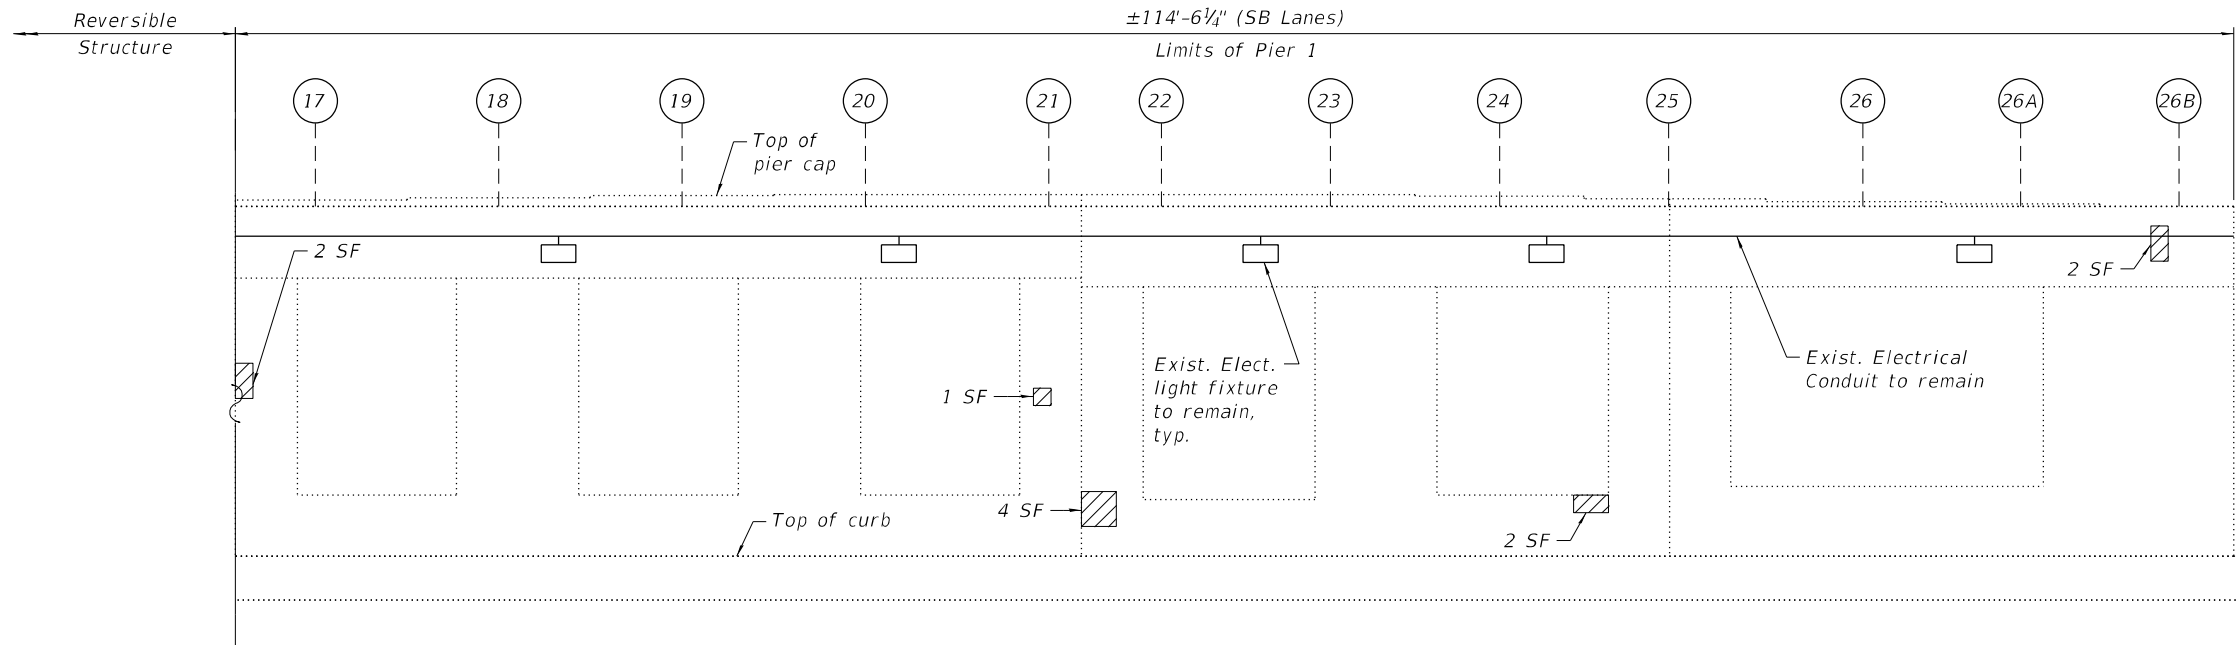 Reversible
Structure
±114'-6¼" (SB Lanes)
Limits of Pier 1
17
18
19
20
21
22
23
24
25
26
26A
26B
Top of
pier cap
2 SF
2 SF
Exist. Elect.
light fixture
to remain,
typ.
Exist. Electrical
Conduit to remain
1 SF
4 SF
Top of curb
2 SF